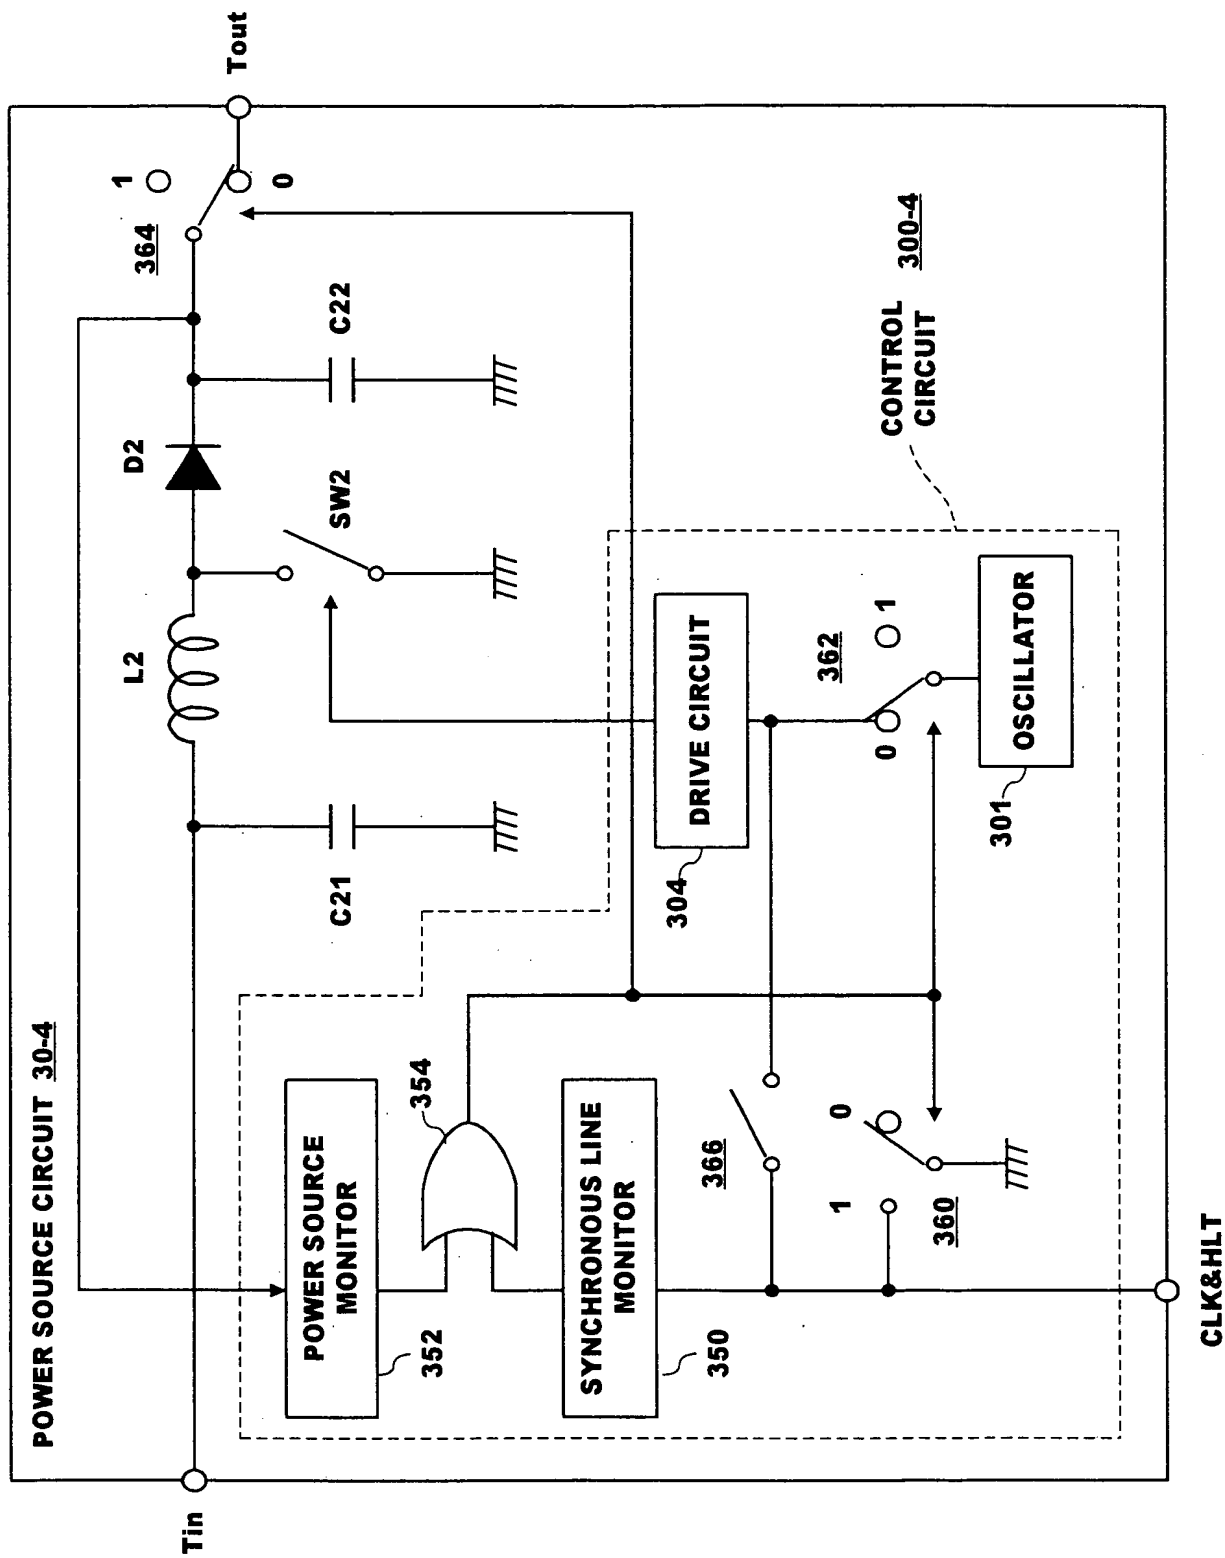 POWER SOURCE CIRCUIT 30-4
Tin
Tout
L2
D2
1
364
0
C21
SW2
C22
POWER SOURCE
MONITOR
352
354
SYNCHRONOUS LINE
MONITOR
350
DRIVE CIRCUIT
304
CONTROL
CIRCUIT
300-4
366
0
1
360
362
0
1
OSCILLATOR
301
CLK&HLT